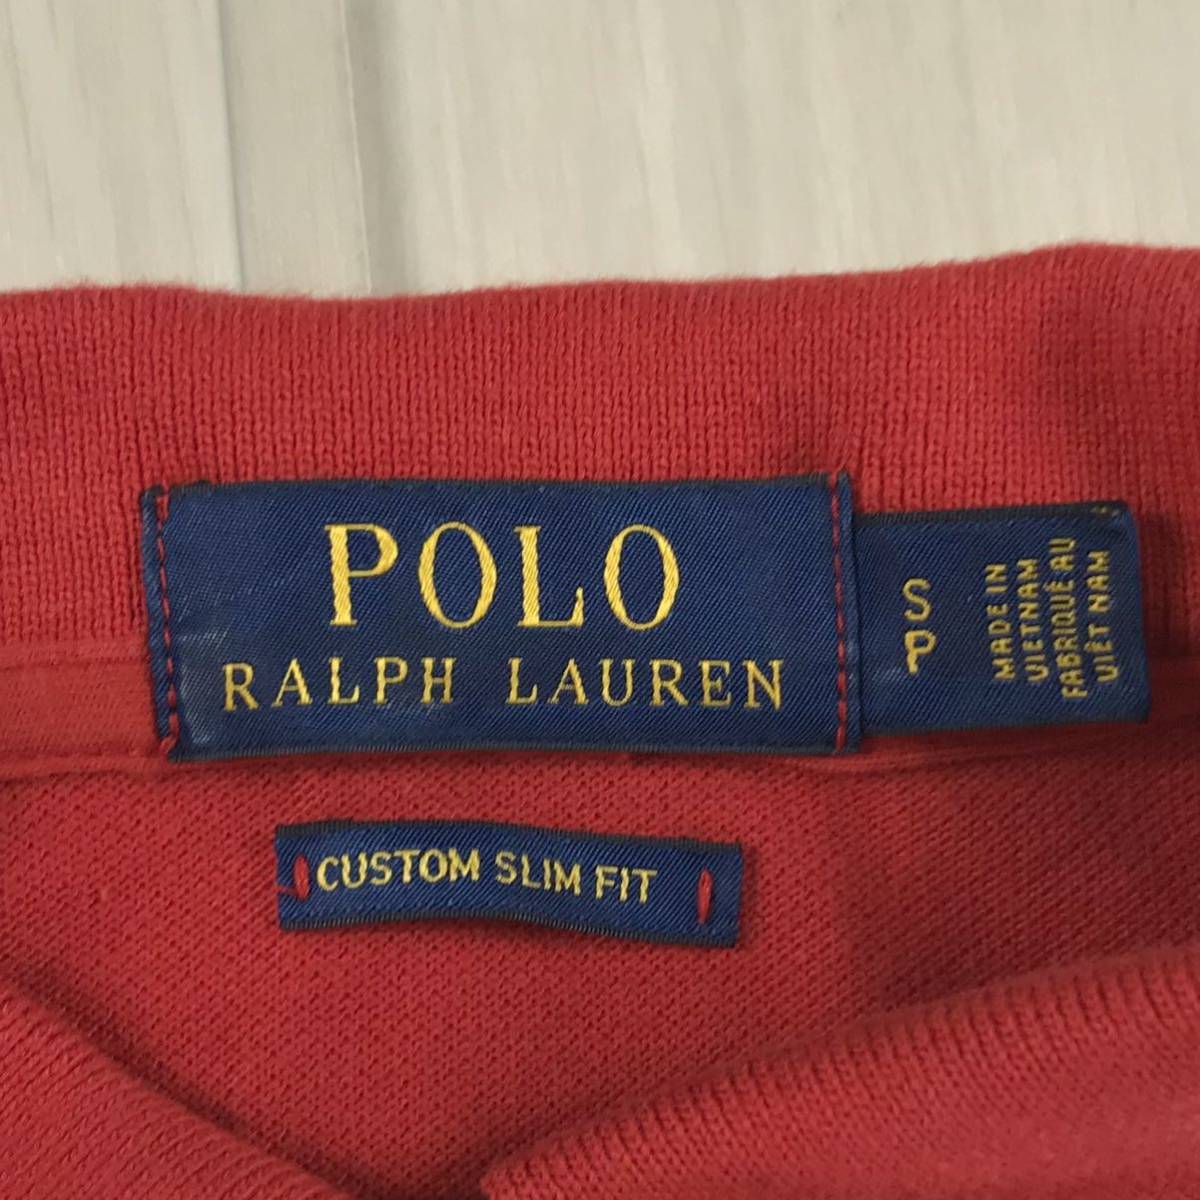 POLO
RALPH LAUREN
S
P
MADE IN
VIETNAM
FABRIQUÉ AU
VIÊT NAM
CUSTOM SLIM FIT